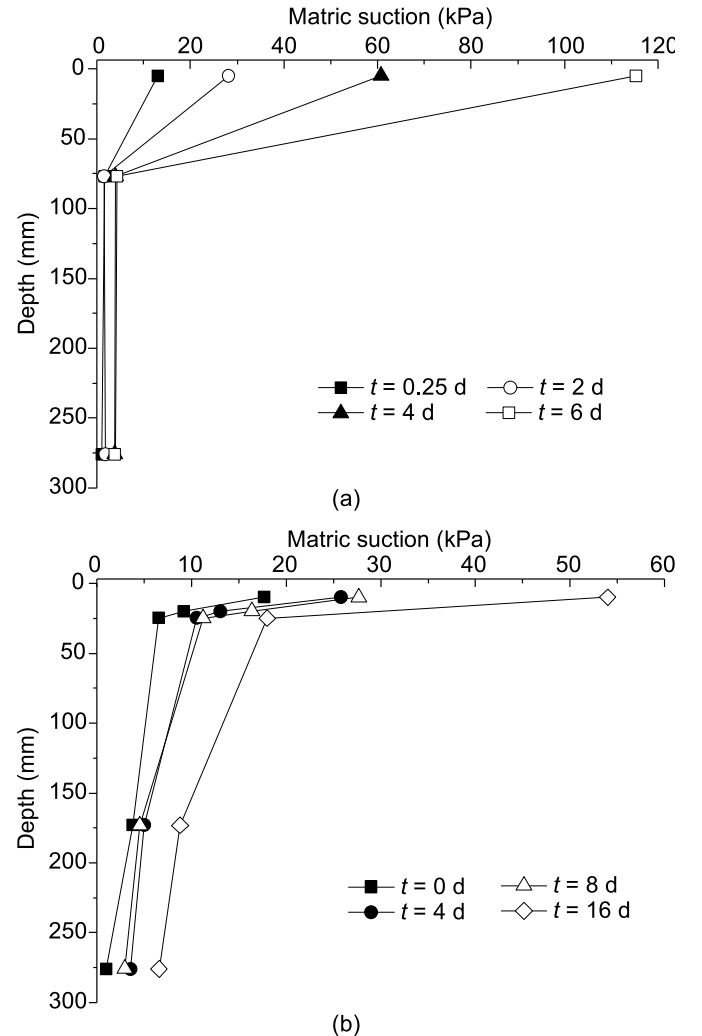 Matric suction (kPa)
0 20 40 60 80 100 120
0
50
100
150
200
250
300
Depth (mm)
t = 0.25 d t = 2 d
t = 4 d t = 6 d
(a)
Matric suction (kPa)
0 10 20 30 40 50 60
0
50
100
150
200
250
300
Depth (mm)
t = 0 d t = 8 d
t = 4 d t = 16 d
(b)